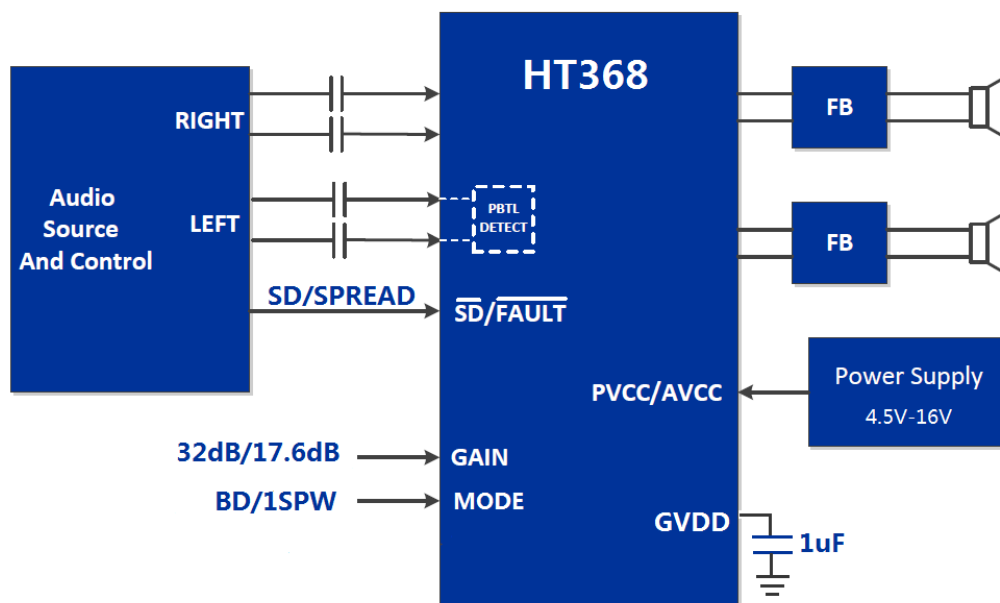 HT368
RIGHT
FB
Audio
Source
And Control
LEFT
PBTL
DETECT
FB
SD/SPREAD
SD/FAULT
PVCC/AVCC
Power Supply
4.5V-16V
32dB/17.6dB
GAIN
BD/1SPW
MODE
GVDD
1uF